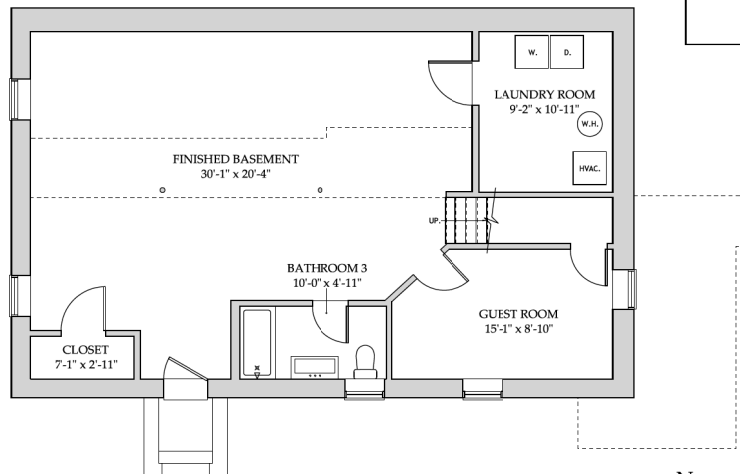 W.
D.
LAUNDRY ROOM
9'-2" x 10'-11"
W.H.
HVAC.
FINISHED BASEMENT
30'-1" x 20'-4"
UP.
BATHROOM 3
10'-0" x 4'-11"
GUEST ROOM
15'-1" x 8'-10"
CLOSET
7'-1" x 2'-11"